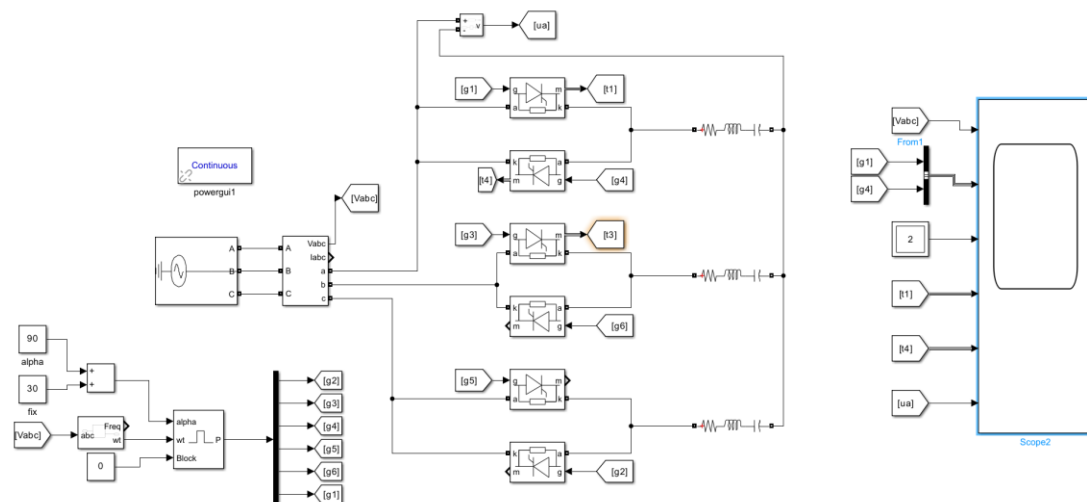 +
-
v
[ua]
[g1]
g
m
a
k
[t1]
k
a
m
g
[t4]
[g4]
Continuous
powergui1
[Vabc]
[g3]
g
m
a
k
[t3]
A
B
C
A
B
C
Vabc
Iabc
a
b
c
k
a
m
g
[g6]
90
alpha
30
fix
+
+
[Vabc]
abc
Freq
wt
0
alpha
wt
Block
P
[g2]
[g3]
[g4]
[g5]
[g6]
[g1]
[g5]
g
m
a
k
k
a
m
g
[g2]
[Vabc]
From1
[g1]
[g4]
2
[t1]
[t4]
[ua]
Scope2